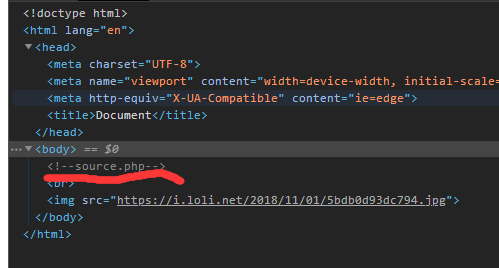 <!doctype html>
<html lang="en">
<head>
<meta charset="UTF-8">
<meta name="viewport" content="width=device-width, initial-scale=
<meta http-equiv="X-UA-Compatible" content="ie=edge">
<title>Document</title>
</head>
<body> == $0
<!--source.php-->
<br>
<img src="https://i.loli.net/2018/11/01/5bdb0d93dc794.jpg">
</body>
</html>